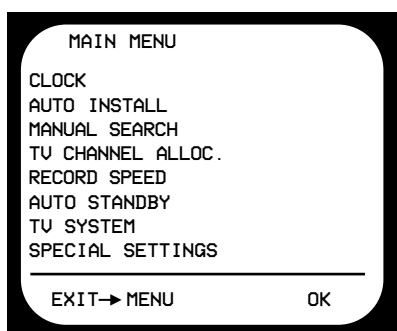 MAIN MENU
CLOCK
AUTO INSTALL
MANUAL SEARCH
TV CHANNEL ALLOC.
RECORD SPEED
AUTO STANDBY
TV SYSTEM
SPECIAL SETTINGS
EXIT→MENU OK